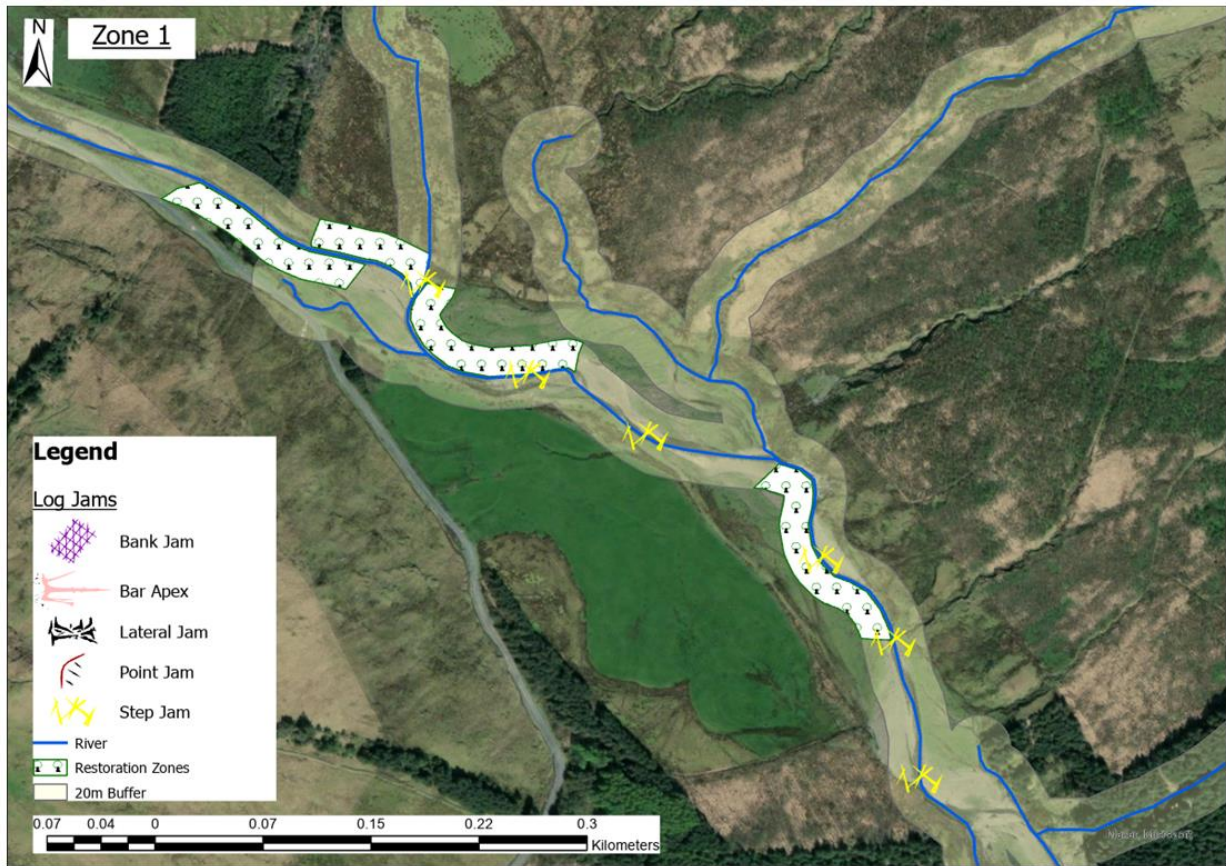 N
Zone 1
Legend
Log Jams
Bank Jam
Bar Apex
Lateral Jam
Point Jam
Step Jam
River
Restoration Zones
20m Buffer
0.07 0.04 0 0.07 0.15 0.22 0.3
Kilometers